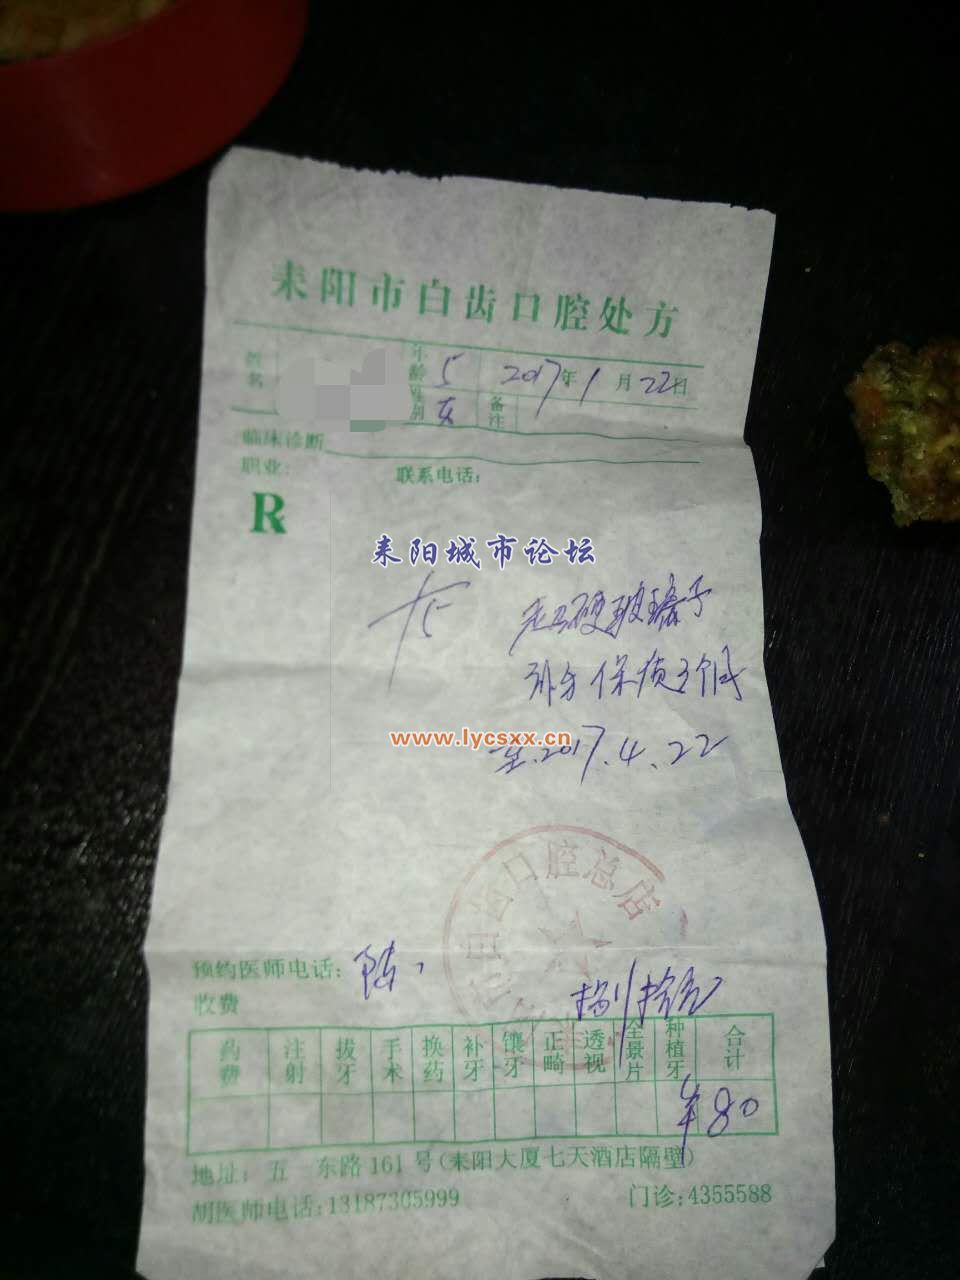 耒阳市白齿口腔处方
姓名 年龄 5 2017年1月22日
性别 女 备注
临床诊断
职业: 联系电话:
R
耒阳城市论坛
硬玻璃子
补牙保质3个月
www.lycsxx.cn
至.2017.4.22
白齿口腔总店
预约医师电话: 陈
收费 捌拾元
药费 注射 拔牙 手术 换药 补牙 镶牙 正畸 透视 全景片 种植牙 合计
¥80
地址: 五 东路161号(耒阳大厦七天酒店隔壁)
胡医师电话:13187305999 门诊:4355588